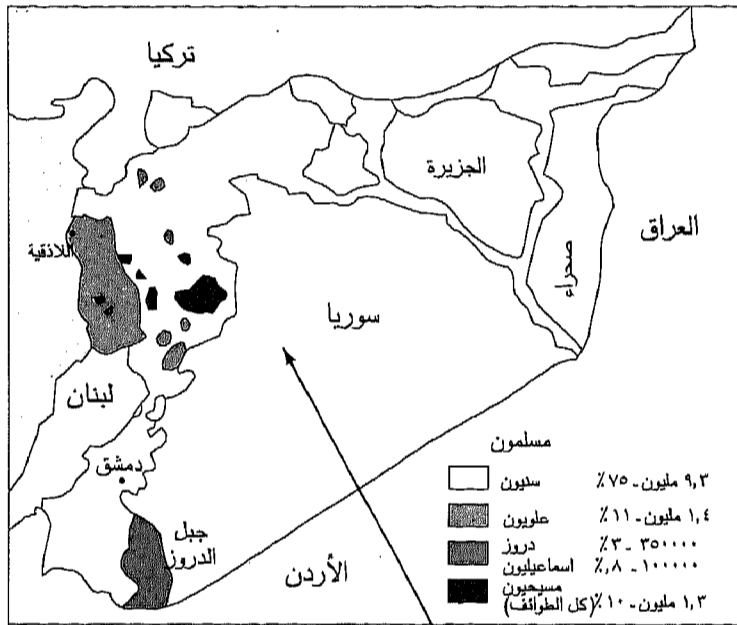 تركيا
الجزيرة
العراق
صحراء
اللاذقية
سوريا
لبنان
دمشق
جبل
الدروز
الأردن
مسلمون
سنيون ٩,٣ مليون - ٧٥ ٪
علويون ١,٤ مليون - ١١ ٪
دروز ٣٥٠٠٠٠ - ٣ ٪
اسماعيليون ١٠٠٠٠٠ - ٨, ٪
مسيحيون
(كل الطوائف) ١,٣ مليون - ١٠ ٪